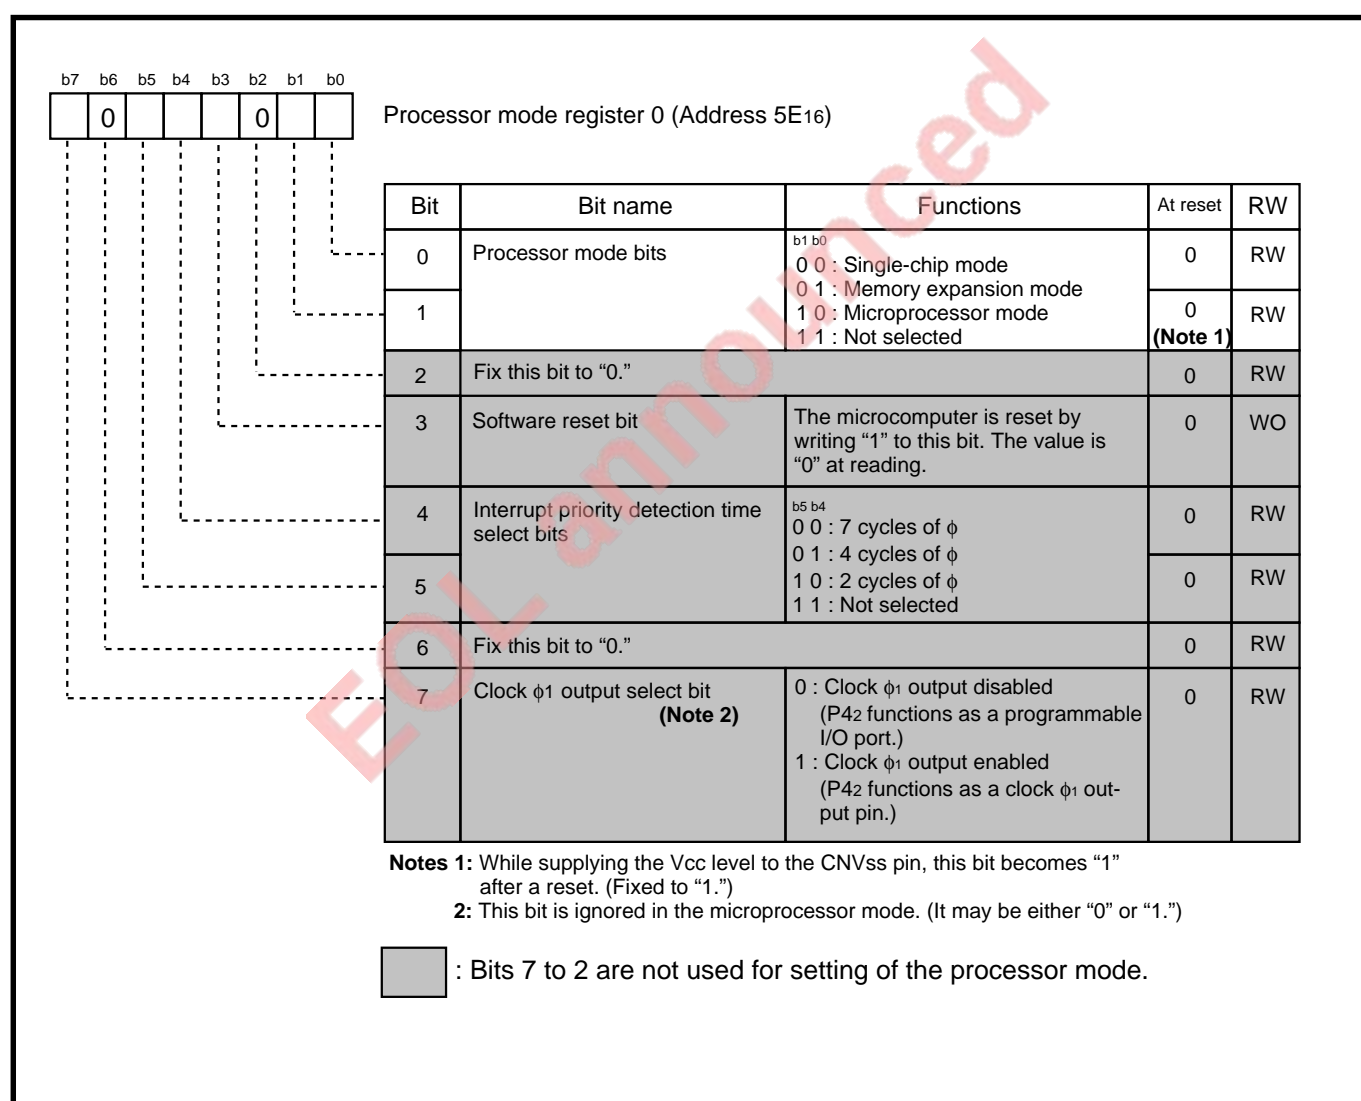 b7 b6 b5 b4 b3 b2 b1 b0
0 0
Processor mode register 0 (Address 5E16)
Bit Bit name Functions At reset RW
0 Processor mode bits b1 b0 0 RW
0 0 : Single-chip mode
0 1 : Memory expansion mode
1 1 0 : Microprocessor mode 0 RW
1 1 : Not selected (Note 1)
2 Fix this bit to “0.” 0 RW
3 Software reset bit The microcomputer is reset by 0 WO
writing “1” to this bit. The value is
“0” at reading.
4 Interrupt priority detection time b5 b4 0 RW
select bits 0 0 : 7 cycles of ϕ
0 1 : 4 cycles of ϕ
5 1 0 : 2 cycles of ϕ 0 RW
1 1 : Not selected
6 Fix this bit to “0.” 0 RW
7 Clock ϕ1 output select bit 0 : Clock ϕ1 output disabled 0 RW
(Note 2) (P42 functions as a programmable
I/O port.)
1 : Clock ϕ1 output enabled
(P42 functions as a clock ϕ1 out-
put pin.)
Notes 1: While supplying the Vcc level to the CNVss pin, this bit becomes “1”
after a reset. (Fixed to “1.”)
2: This bit is ignored in the microprocessor mode. (It may be either “0” or “1.”)
: Bits 7 to 2 are not used for setting of the processor mode.
EOL announced